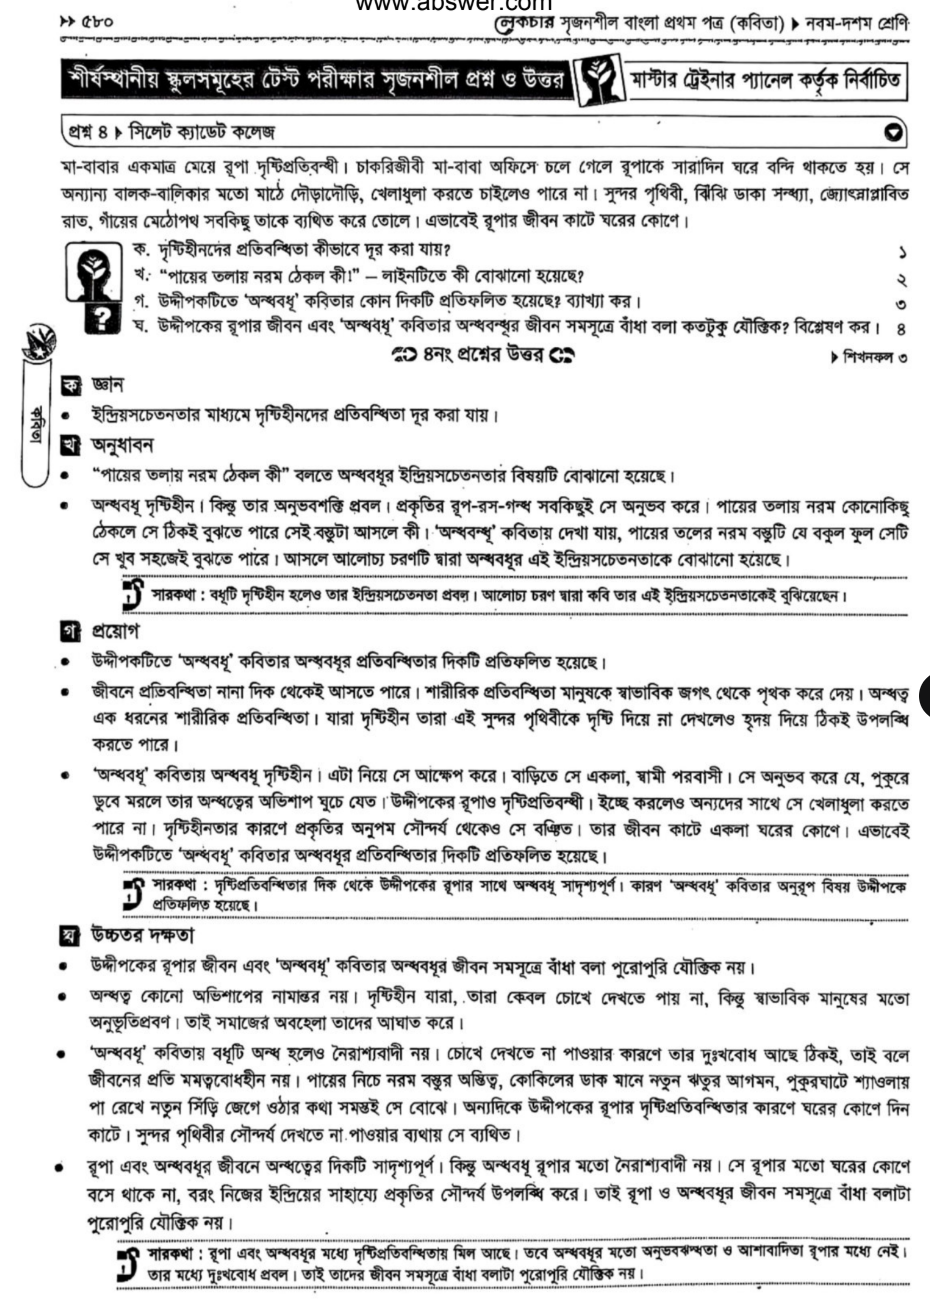 www.abswer.com
▶▶ ৫৮০
লেকচার সৃজনশীল বাংলা প্রথম পত্র (কবিতা) ▶ নবম-দশম শ্রেণি
শীর্ষস্থানীয় স্কুলসমূহের টেস্ট পরীক্ষার সৃজনশীল প্রশ্ন ও উত্তর মাস্টার ট্রেইনার প্যানেল কর্তৃক নির্বাচিত
প্রশ্ন ৪ ▶ সিলেট ক্যাডেট কলেজ
মা-বাবার একমাত্র মেয়ে রূপা দৃষ্টিপ্রতিবন্ধী। চাকরিজীবী মা-বাবা অফিসে চলে গেলে রূপাকে সারাদিন ঘরে বন্দি থাকতে হয়। সে
অন্যান্য বালক-বালিকার মতো মাঠে দৌড়াদৌড়ি, খেলাধুলা করতে চাইলেও পারে না। সুন্দর পৃথিবী, ঝিঁঝি ডাকা সন্ধ্যা, জ্যোৎস্নাপ্লাবিত
রাত, গাঁয়ের মেঠোপথ সবকিছু তাকে ব্যথিত করে তোলে। এভাবেই রূপার জীবন কাটে ঘরের কোণে।
ক. দৃষ্টিহীনদের প্রতিবন্ধিতা কীভাবে দূর করা যায়? ১
খ. “পায়ের তলায় নরম ঠেকল কী!” – লাইনটিতে কী বোঝানো হয়েছে? ২
গ. উদ্দীপকটিতে ‘অন্ধবধূ’ কবিতার কোন দিকটি প্রতিফলিত হয়েছে? ব্যাখ্যা কর। ৩
ঘ. উদ্দীপকের রূপার জীবন এবং ‘অন্ধবধূ’ কবিতার অন্ধবন্ধূর জীবন সমসূত্রে বাঁধা বলা কতটুকু যৌক্তিক? বিশ্লেষণ কর। ৪
৪নং প্রশ্নের উত্তর
▶ শিখনফল ৩
কবিতা
ক জ্ঞান
● ইন্দ্রিয়সচেতনতার মাধ্যমে দৃষ্টিহীনদের প্রতিবন্ধিতা দূর করা যায়।
খ অনুধাবন
● “পায়ের তলায় নরম ঠেকল কী” বলতে অন্ধবধূর ইন্দ্রিয়সচেতনতার বিষয়টি বোঝানো হয়েছে।
● অন্ধবধূ দৃষ্টিহীন। কিন্তু তার অনুভবশক্তি প্রবল। প্রকৃতির রূপ-রস-গন্ধ সবকিছুই সে অনুভব করে। পায়ের তলায় নরম কোনোকিছু
ঠেকলে সে ঠিকই বুঝতে পারে সেই বস্তুটা আসলে কী। ‘অন্ধবন্ধূ’ কবিতায় দেখা যায়, পায়ের তলের নরম বস্তুটি যে বকুল ফুল সেটি
সে খুব সহজেই বুঝতে পারে। আসলে আলোচ্য চরণটি দ্বারা অন্ধবধূর এই ইন্দ্রিয়সচেতনতাকে বোঝানো হয়েছে।
সারকথা : বধূটি দৃষ্টিহীন হলেও তার ইন্দ্রিয়সচেতনতা প্রবল। আলোচ্য চরণ দ্বারা কবি তার এই ইন্দ্রিয়সচেতনতাকেই বুঝিয়েছেন।
গ প্রয়োগ
● উদ্দীপকটিতে ‘অন্ধবধূ’ কবিতার অন্ধবধূর প্রতিবন্ধিতার দিকটি প্রতিফলিত হয়েছে।
● জীবনে প্রতিবন্ধিতা নানা দিক থেকেই আসতে পারে। শারীরিক প্রতিবন্ধিতা মানুষকে স্বাভাবিক জগৎ থেকে পৃথক করে দেয়। অন্ধত্ব
এক ধরনের শারীরিক প্রতিবন্ধিতা। যারা দৃষ্টিহীন তারা এই সুন্দর পৃথিবীকে দৃষ্টি দিয়ে না দেখলেও হৃদয় দিয়ে ঠিকই উপলব্ধি
করতে পারে।
● ‘অন্ধবধূ’ কবিতায় অন্ধবধূ দৃষ্টিহীন। এটা নিয়ে সে আক্ষেপ করে। বাড়িতে সে একলা, স্বামী পরবাসী। সে অনুভব করে যে, পুকুরে
ডুবে মরলে তার অন্ধত্বের অভিশাপ ঘুচে যেত। উদ্দীপকের রূপাও দৃষ্টিপ্রতিবন্ধী। ইচ্ছে করলেও অন্যদের সাথে সে খেলাধুলা করতে
পারে না। দৃষ্টিহীনতার কারণে প্রকৃতির অনুপম সৌন্দর্য থেকেও সে বঞ্চিত। তার জীবন কাটে একলা ঘরের কোণে। এভাবেই
উদ্দীপকটিতে ‘অন্ধবধূ’ কবিতার অন্ধবধূর প্রতিবন্ধিতার দিকটি প্রতিফলিত হয়েছে।
সারকথা : দৃষ্টিপ্রতিবন্ধিতার দিক থেকে উদ্দীপকের রূপার সাথে অন্ধবধূ সাদৃশ্যপূর্ণ। কারণ ‘অন্ধবধূ’ কবিতার অনুরূপ বিষয় উদ্দীপকে
প্রতিফলিত হয়েছে।
ঘ উচ্চতর দক্ষতা
● উদ্দীপকের রূপার জীবন এবং ‘অন্ধবধূ’ কবিতার অন্ধবধূর জীবন সমসূত্রে বাঁধা বলা পুরোপুরি যৌক্তিক নয়।
● অন্ধত্ব কোনো অভিশাপের নামান্তর নয়। দৃষ্টিহীন যারা, তারা কেবল চোখে দেখতে পায় না, কিন্তু স্বাভাবিক মানুষের মতো
অনুভূতিপ্রবণ। তাই সমাজের অবহেলা তাদের আঘাত করে।
● ‘অন্ধবধূ’ কবিতায় বধূটি অন্ধ হলেও নৈরাশ্যবাদী নয়। চোখে দেখতে না পাওয়ার কারণে তার দুঃখবোধ আছে ঠিকই, তাই বলে
জীবনের প্রতি মমত্ববোধহীন নয়। পায়ের নিচে নরম বস্তুর অস্তিত্ব, কোকিলের ডাক মানে নতুন ঋতুর আগমন, পুকুরঘাটে শ্যাওলায়
পা রেখে নতুন সিঁড়ি জেগে ওঠার কথা সমস্তই সে বোঝে। অন্যদিকে উদ্দীপকের রূপার দৃষ্টিপ্রতিবন্ধিতার কারণে ঘরের কোণে দিন
কাটে। সুন্দর পৃথিবীর সৌন্দর্য দেখতে না পাওয়ার ব্যথায় সে ব্যথিত।
● রূপা এবং অন্ধবধূর জীবনে অন্ধত্বের দিকটি সাদৃশ্যপূর্ণ। কিন্তু অন্ধবধূ রূপার মতো নৈরাশ্যবাদী নয়। সে রূপার মতো ঘরের কোণে
বসে থাকে না, বরং নিজের ইন্দ্রিয়ের সাহায্যে প্রকৃতির সৌন্দর্য উপলব্ধি করে। তাই রূপা ও অন্ধবধূর জীবন সমসূত্রে বাঁধা বলাটা
পুরোপুরি যৌক্তিক নয়।
সারকথা : রূপা এবং অন্ধবধূর মধ্যে দৃষ্টিপ্রতিবন্ধিতায় মিল আছে। তবে অন্ধবধূর মতো অনুভবঋদ্ধতা ও আশাবাদিতা রূপার মধ্যে নেই।
তার মধ্যে দুঃখবোধ প্রবল। তাই তাদের জীবন সমসূত্রে বাঁধা বলাটা পুরোপুরি যৌক্তিক নয়।